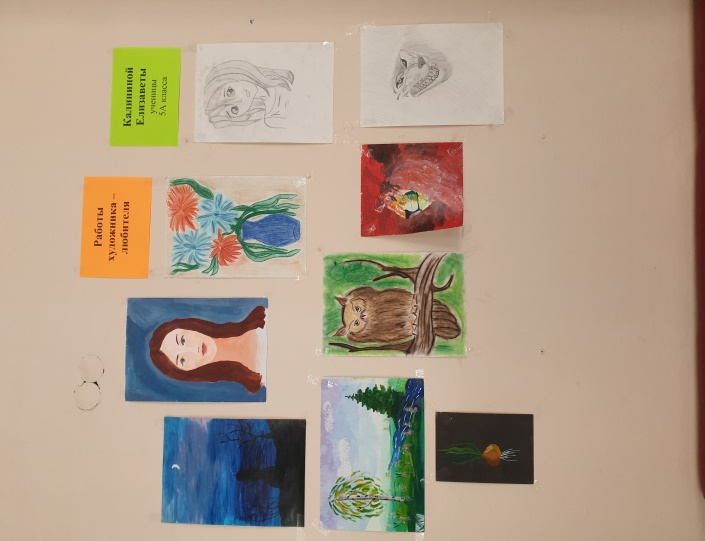 Работы
художника –
любителя
Калининой
Елизаветы
ученицы
5А класса